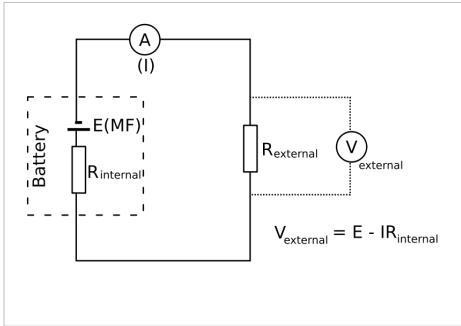 A
(I)
Battery
E(MF)
Rinternal
Rexternal
V
external
Vexternal = E - IRinternal